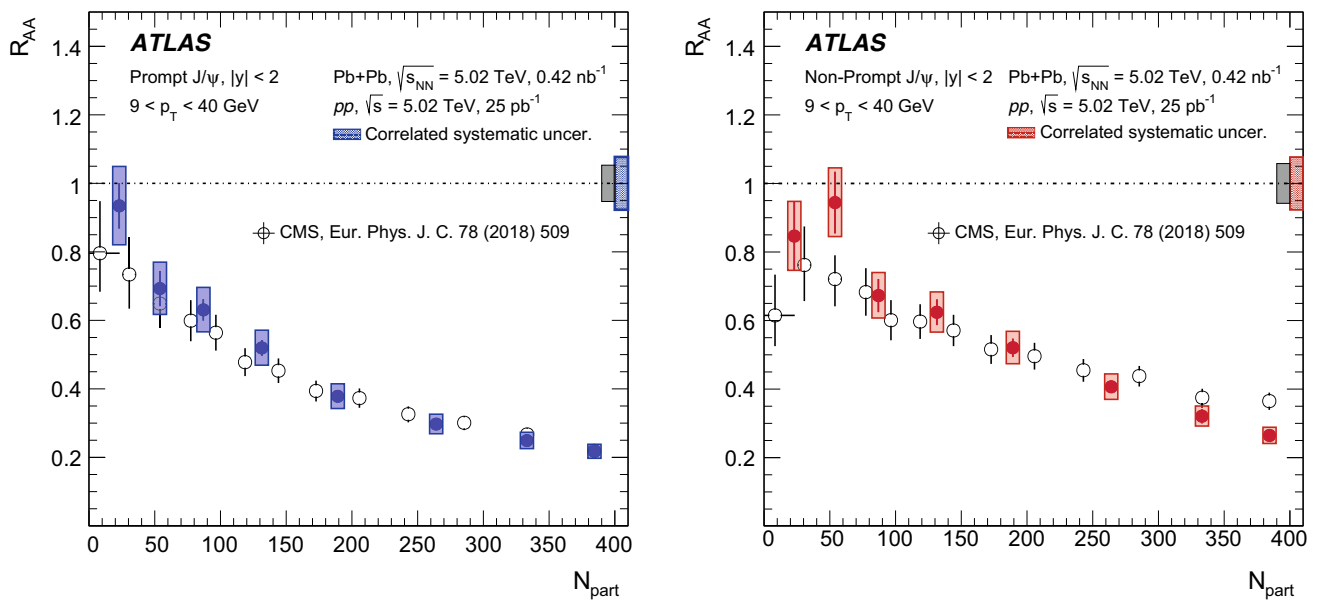 R_AA
1.4
1.2
1
0.8
0.6
0.4
0.2
ATLAS
Prompt J/ψ, |y| < 2
9 < p_T < 40 GeV
Pb+Pb, √s_NN = 5.02 TeV, 0.42 nb⁻¹
pp, √s = 5.02 TeV, 25 pb⁻¹
Correlated systematic uncer.
CMS, Eur. Phys. J. C. 78 (2018) 509
0 50 100 150 200 250 300 350 400
N_part
R_AA
1.4
1.2
1
0.8
0.6
0.4
0.2
ATLAS
Non-Prompt J/ψ, |y| < 2
9 < p_T < 40 GeV
Pb+Pb, √s_NN = 5.02 TeV, 0.42 nb⁻¹
pp, √s = 5.02 TeV, 25 pb⁻¹
Correlated systematic uncer.
CMS, Eur. Phys. J. C. 78 (2018) 509
0 50 100 150 200 250 300 350 400
N_part